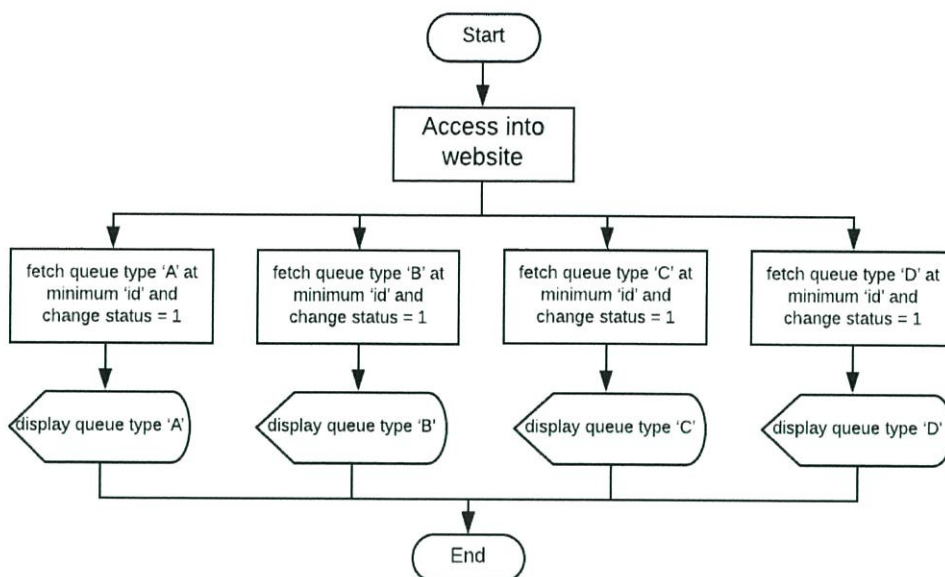 Start
Access into
website
fetch queue type ‘A’ at
minimum ‘id’ and
change status = 1
fetch queue type ‘B’ at
minimum ‘id’ and
change status = 1
fetch queue type ‘C’ at
minimum ‘id’ and
change status = 1
fetch queue type ‘D’ at
minimum ‘id’ and
change status = 1
display queue type ‘A’
display queue type ‘B’
display queue type ‘C’
display queue type ‘D’
End